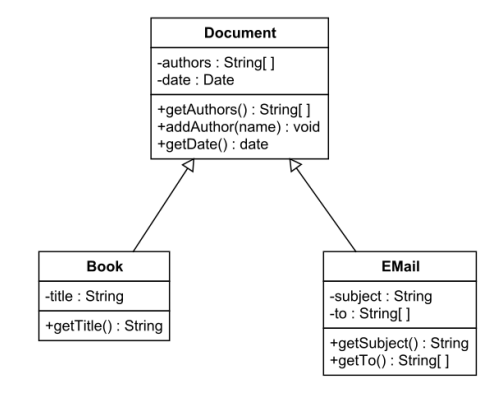 Document
-authors : String[ ]
-date : Date
+getAuthors() : String[ ]
+addAuthor(name) : void
+getDate() : date
Book
-title : String
+getTitle() : String
EMail
-subject : String
-to : String[ ]
+getSubject() : String
+getTo() : String[ ]